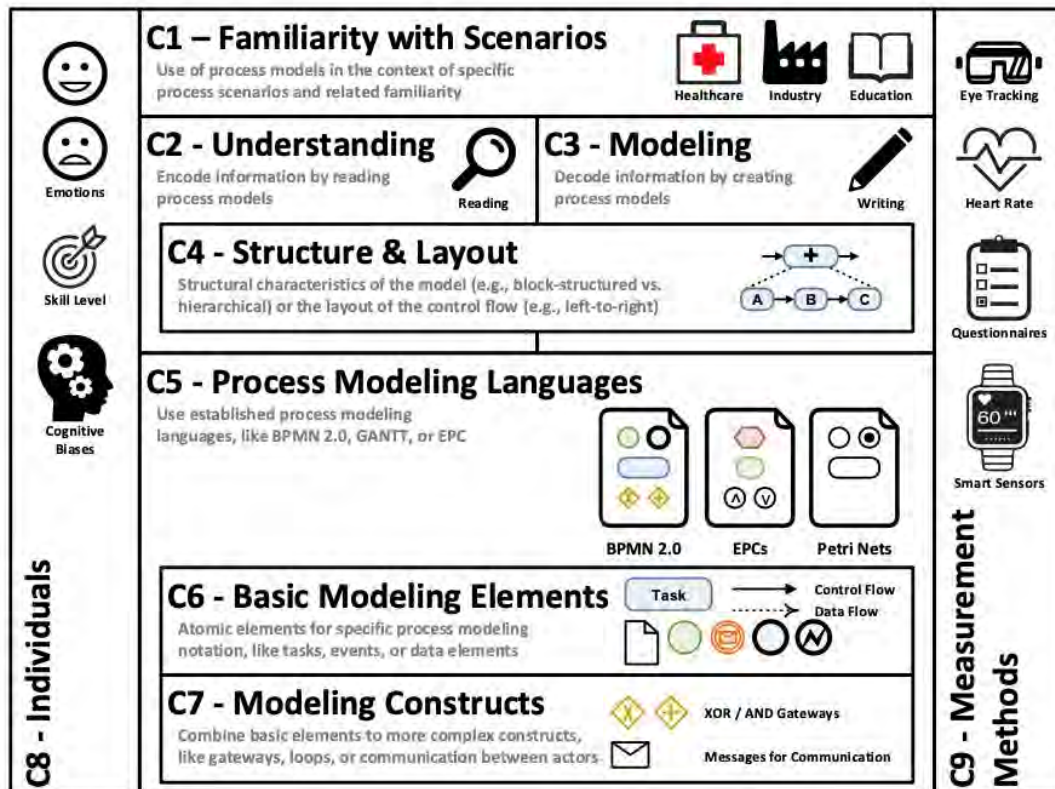 C1 – Familiarity with Scenarios
Use of process models in the context of specific
process scenarios and related familiarity
Healthcare
Industry
Education
C2 - Understanding
Encode information by reading
process models
Reading
C3 - Modeling
Decode information by creating
process models
Writing
C4 - Structure & Layout
Structural characteristics of the model (e.g., block-structured vs.
hierarchical) or the layout of the control flow (e.g., left-to-right)
+
A
B
C
C5 - Process Modeling Languages
Use established process modeling
languages, like BPMN 2.0, GANTT, or EPC
BPMN 2.0
EPCs
Petri Nets
C6 - Basic Modeling Elements
Atomic elements for specific process modeling
notation, like tasks, events, or data elements
Task
Control Flow
Data Flow
C7 - Modeling Constructs
Combine basic elements to more complex constructs,
like gateways, loops, or communication between actors
XOR / AND Gateways
Messages for Communication
Emotions
Skill Level
Cognitive
Biases
C8 - Individuals
Eye Tracking
Heart Rate
Questionnaires
60
Smart Sensors
C9 - Measurement
Methods